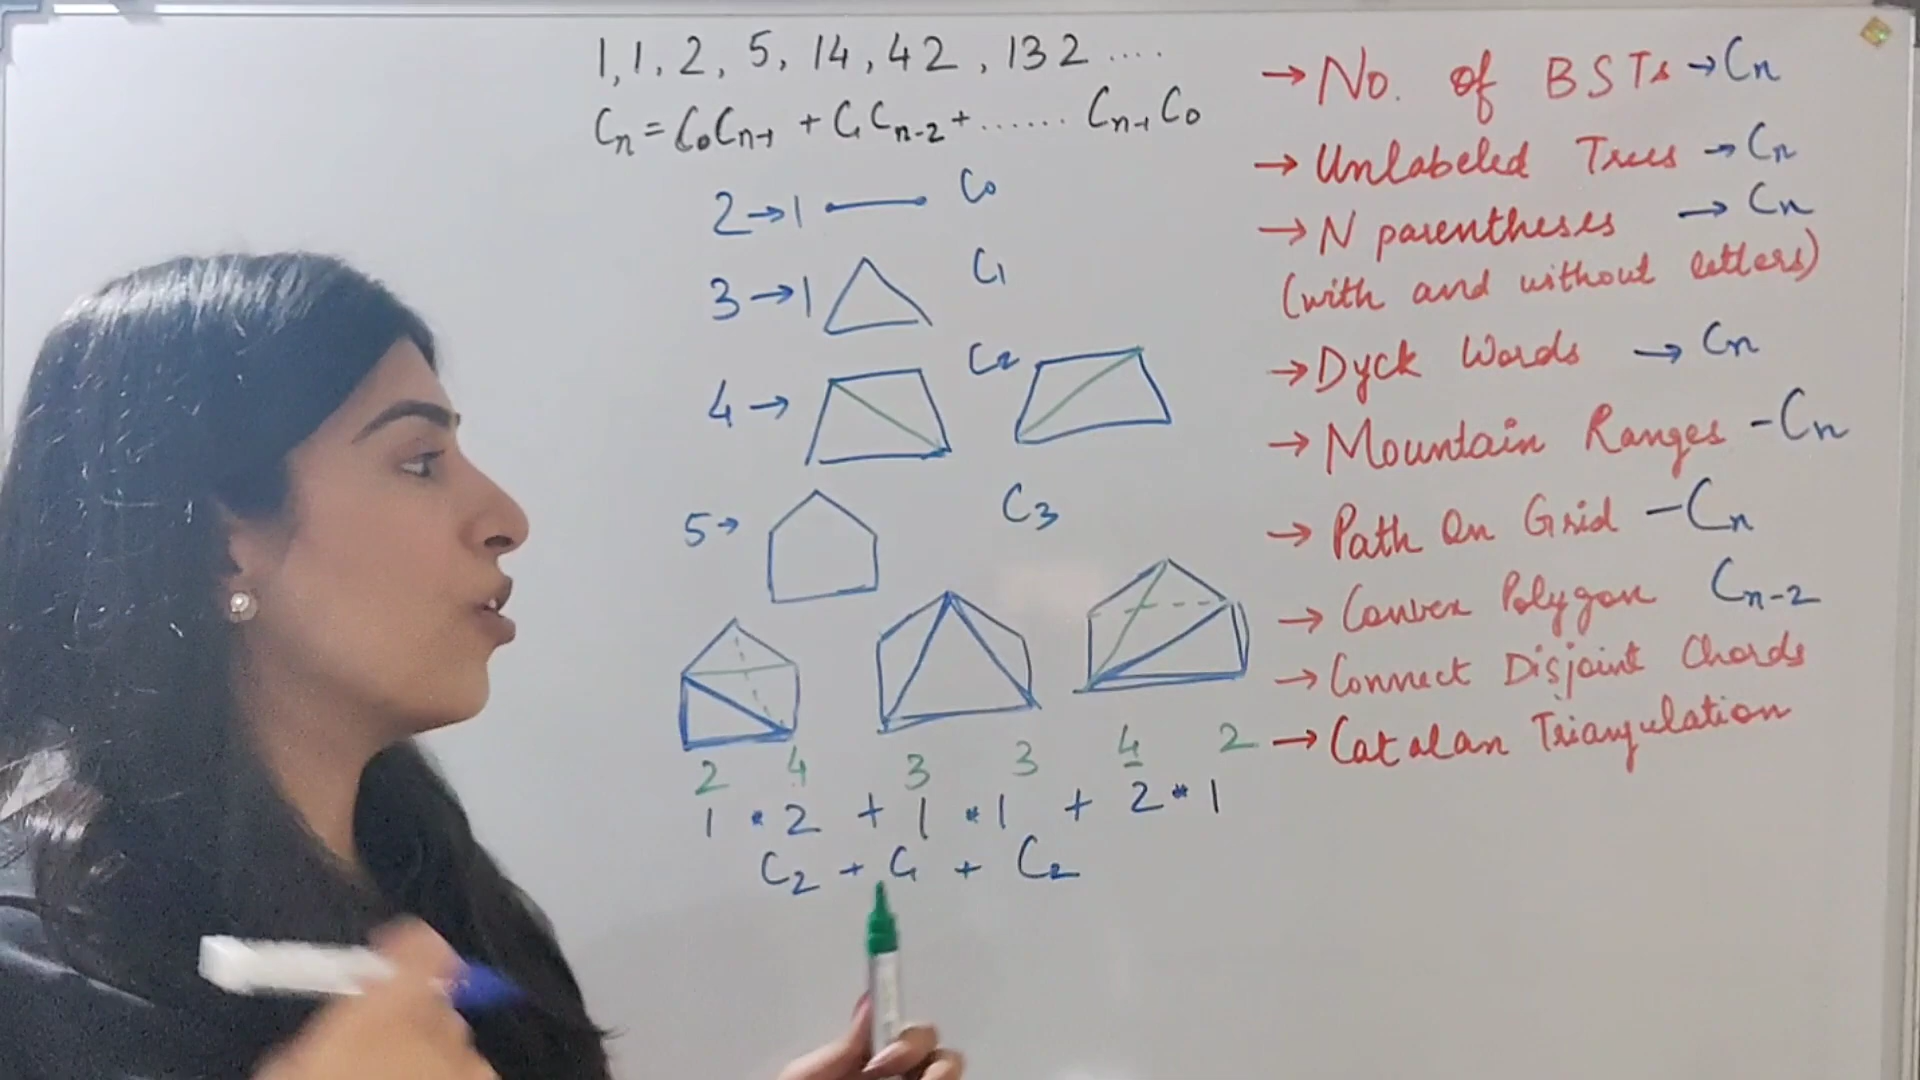 1, 1, 2, 5, 14, 42, 132 ....
Cn = C0Cn-1 + C1Cn-2 + ...... Cn-1C0
2 → 1 C0
3 → 1 C1
4 → C2
5 → C3
2 4 3 3 4 2
1 * 2 + 1 * 1 + 2 * 1
C2 + C1 + C2
→ No. of BSTs → Cn
→ Unlabeled Trees → Cn
→ N parentheses → Cn
(with and without letters)
→ Dyck Words → Cn
→ Mountain Ranges - Cn
→ Path On Grid - Cn
→ Convex Polygon Cn-2
→ Connect Disjoint Chords
→ Catalan Triangulation